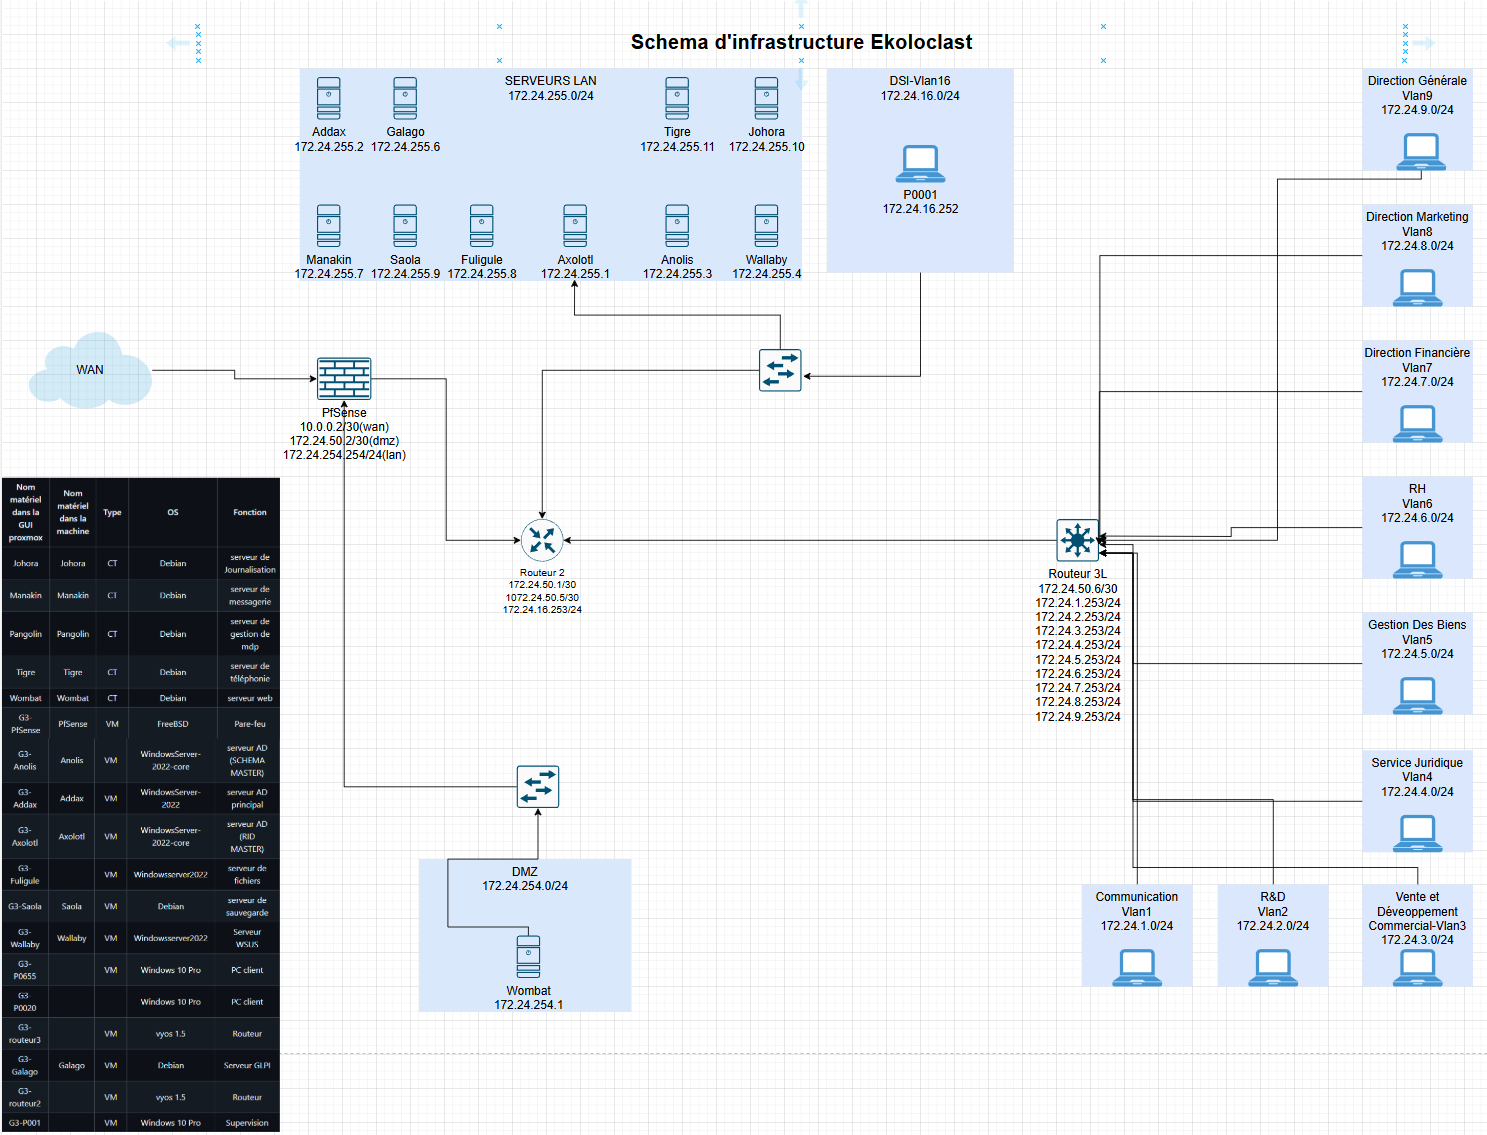 Schema d'infrastructure Ekoloclast
SERVEURS LAN
172.24.255.0/24
Addax
172.24.255.2
Galago
172.24.255.6
Tigre
172.24.255.11
Johora
172.24.255.10
Manakin
172.24.255.7
Saola
172.24.255.9
Fuligule
172.24.255.8
Axolotl
172.24.255.1
Anolis
172.24.255.3
Wallaby
172.24.255.4
DSI-Vlan16
172.24.16.0/24
P0001
172.24.16.252
Direction Générale
Vlan9
172.24.9.0/24
Direction Marketing
Vlan8
172.24.8.0/24
Direction Financière
Vlan7
172.24.7.0/24
RH
Vlan6
172.24.6.0/24
Gestion Des Biens
Vlan5
172.24.5.0/24
Service Juridique
Vlan4
172.24.4.0/24
Communication
Vlan1
172.24.1.0/24
R&D
Vlan2
172.24.2.0/24
Vente et
Déveoppement
Commercial-Vlan3
172.24.3.0/24
WAN
PfSense
10.0.0.2/30(wan)
172.24.50.2/30(dmz)
172.24.254.254/24(lan)
Routeur 2
172.24.50.1/30
1072.24.50.5/30
172.24.16.253/24
Routeur 3L
172.24.50.6/30
172.24.1.253/24
172.24.2.253/24
172.24.3.253/24
172.24.4.253/24
172.24.5.253/24
172.24.6.253/24
172.24.7.253/24
172.24.8.253/24
172.24.9.253/24
DMZ
172.24.254.0/24
Wombat
172.24.254.1
Nom matériel dans la GUI proxmox Nom matériel dans la machine Type OS Fonction
Johora Johora CT Debian serveur de Journalisation
Manakin Manakin CT Debian serveur de messagerie
Pangolin Pangolin CT Debian serveur de gestion de mdp
Tigre Tigre CT Debian serveur de téléphonie
Wombat Wombat CT Debian serveur web
G3-PfSense PfSense VM FreeBSD Pare-feu
G3-Anolis Anolis VM WindowsServer-2022-core serveur AD (SCHEMA MASTER)
G3-Addax Addax VM WindowsServer-2022 serveur AD principal
G3-Axolotl Axolotl VM WindowsServer-2022-core serveur AD (RID MASTER)
G3-Fuligule VM Windowsserver2022 serveur de fichiers
G3-Saola Saola VM Debian serveur de sauvegarde
G3-Wallaby Wallaby VM Windowsserver2022 Serveur WSUS
G3-P0655 VM Windows 10 Pro PC client
G3-P0020 Windows 10 Pro PC client
G3-routeur3 VM vyos 1.5 Routeur
G3-Galago Galago VM Debian Serveur GLPI
G3-routeur2 VM vyos 1.5 Routeur
G3-P001 VM Windows 10 Pro Supervision